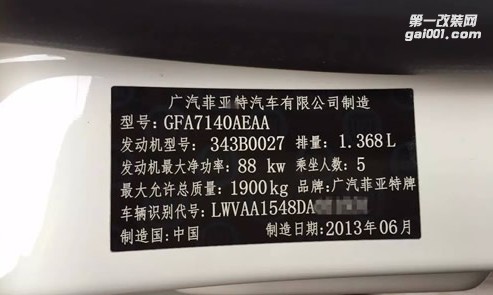 第一改装网
gai001.com
广汽菲亚特汽车有限公司制造
型号:GFA7140AEAA
发动机型号:343B0027 排量:1.368L
发动机最大净功率:88 kw 乘坐人数:5
最大允许总质量:1900kg 品牌:广汽菲亚特牌
车辆识别代号:LWVAA1548DA
制造国:中国 制造日期:2013年06月